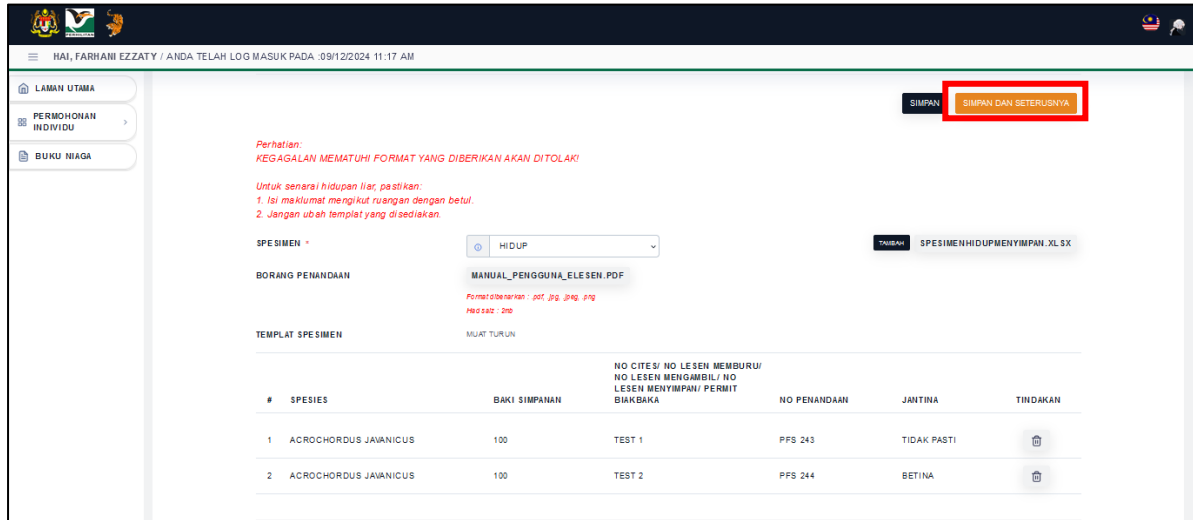 HAI, FARHANI EZZATY / ANDA TELAH LOG MASUK PADA :09/12/2024 11:17 AM
LAMAN UTAMA
PERMOHONAN
INDIVIDU
BUKU NIAGA
SIMPAN
SIMPAN DAN SETERUSNYA
Perhatian:
KEGAGALAN MEMATUHI FORMAT YANG DIBERIKAN AKAN DITOLAK!
Untuk senarai hidupan liar, pastikan:
1. Isi maklumat mengikut ruangan dengan betul.
2. Jangan ubah templat yang disediakan.
SPESIMEN * HIDUP TAMBAH SPESIMENHIDUPMENYIMPAN.XLSX
BORANG PENANDAAN MANUAL_PENGGUNA_ELESEN.PDF
Format dibenarkan : pdf, jpg, jpeg, png
Had saiz : 2mb
TEMPLAT SPESIMEN MUAT TURUN
NO CITES/ NO LESEN MEMBURU/
NO LESEN MENGAMBIL/ NO
LESEN MENYIMPAN/ PERMIT
# SPESIES BAKI SIMPANAN BIAKBAKA NO PENANDAAN JANTINA TINDAKAN
1 ACROCHORDUS JAVANICUS 100 TEST 1 PFS 243 TIDAK PASTI
2 ACROCHORDUS JAVANICUS 100 TEST 2 PFS 244 BETINA